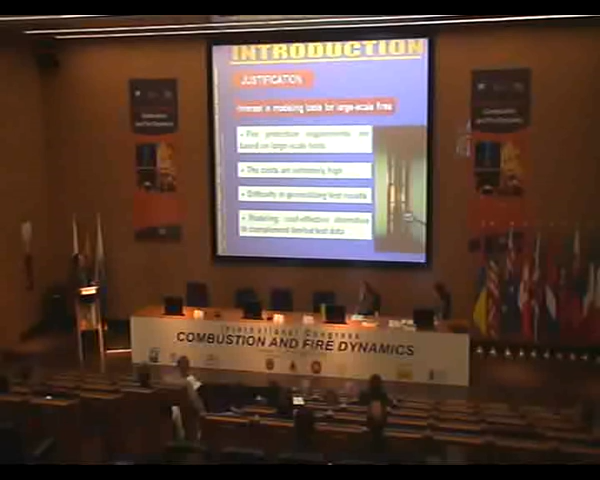 INTRODUCTION
JUSTIFICATION
Interest in modeling tools for large-scale fires
• Fire protection requirements are
based on large-scale tests
• The costs are extremely high
• Difficulty in generalizing test results
• Modeling: cost-effective alternative
to complement limited test data
International Congress
COMBUSTION AND FIRE DYNAMICS